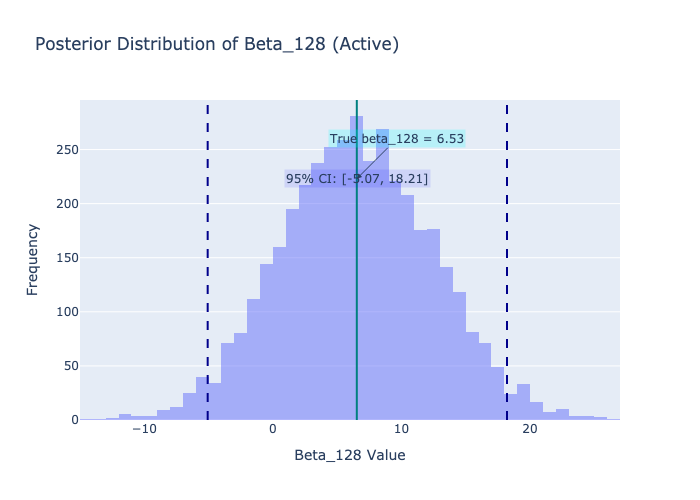 Posterior Distribution of Beta_128 (Active)
True beta_128 = 6.53
95% CI: [-5.07, 18.21]
Frequency
250
200
150
100
50
0
−10
0
10
20
Beta_128 Value